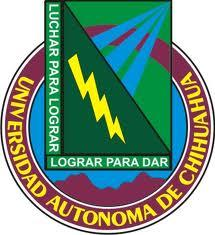 LUCHAR PARA LOGRAR
LOGRAR PARA DAR
UNIVERSIDAD AUTONOMA DE CHIHUAHUA